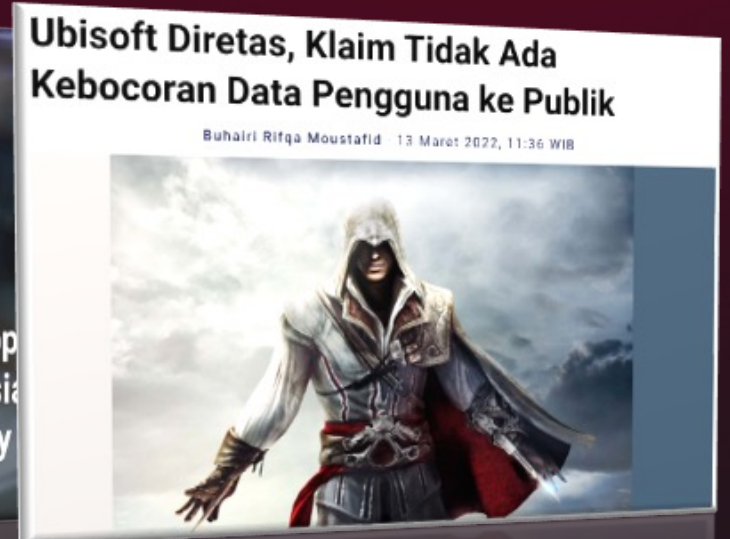 Ubisoft Diretas, Klaim Tidak Ada
Kebocoran Data Pengguna ke Publik
Buhairi Rifqa Moustafid · 13 Maret 2022, 11:36 WIB